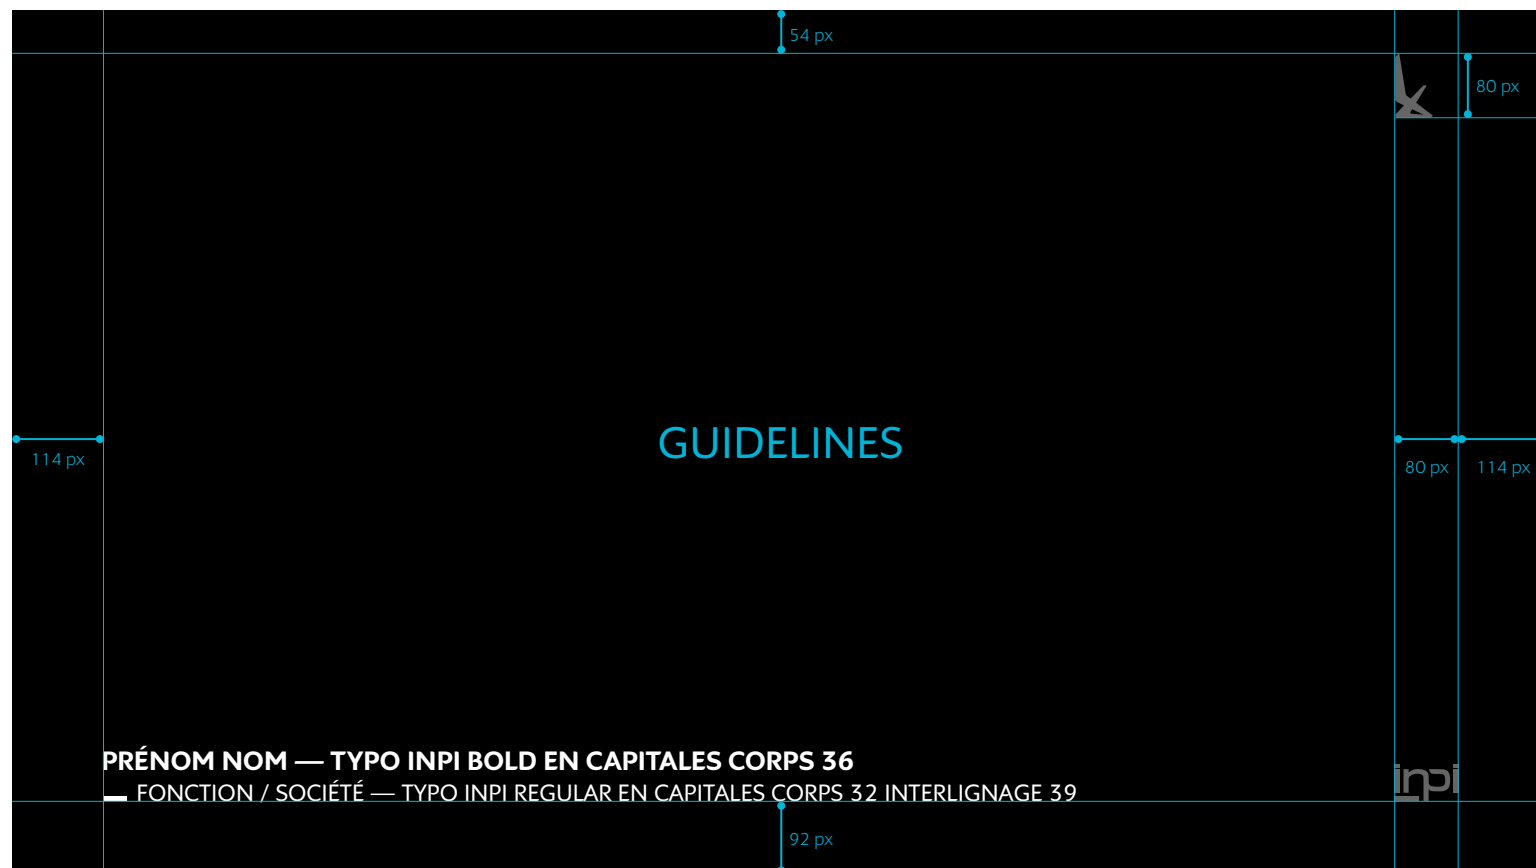 54 px
80 px
GUIDELINES
114 px
80 px
114 px
PRÉNOM NOM — TYPO INPI BOLD EN CAPITALES CORPS 36
FONCTION / SOCIÉTÉ — TYPO INPI REGULAR EN CAPITALES CORPS 32 INTERLIGNAGE 39
inpi
92 px